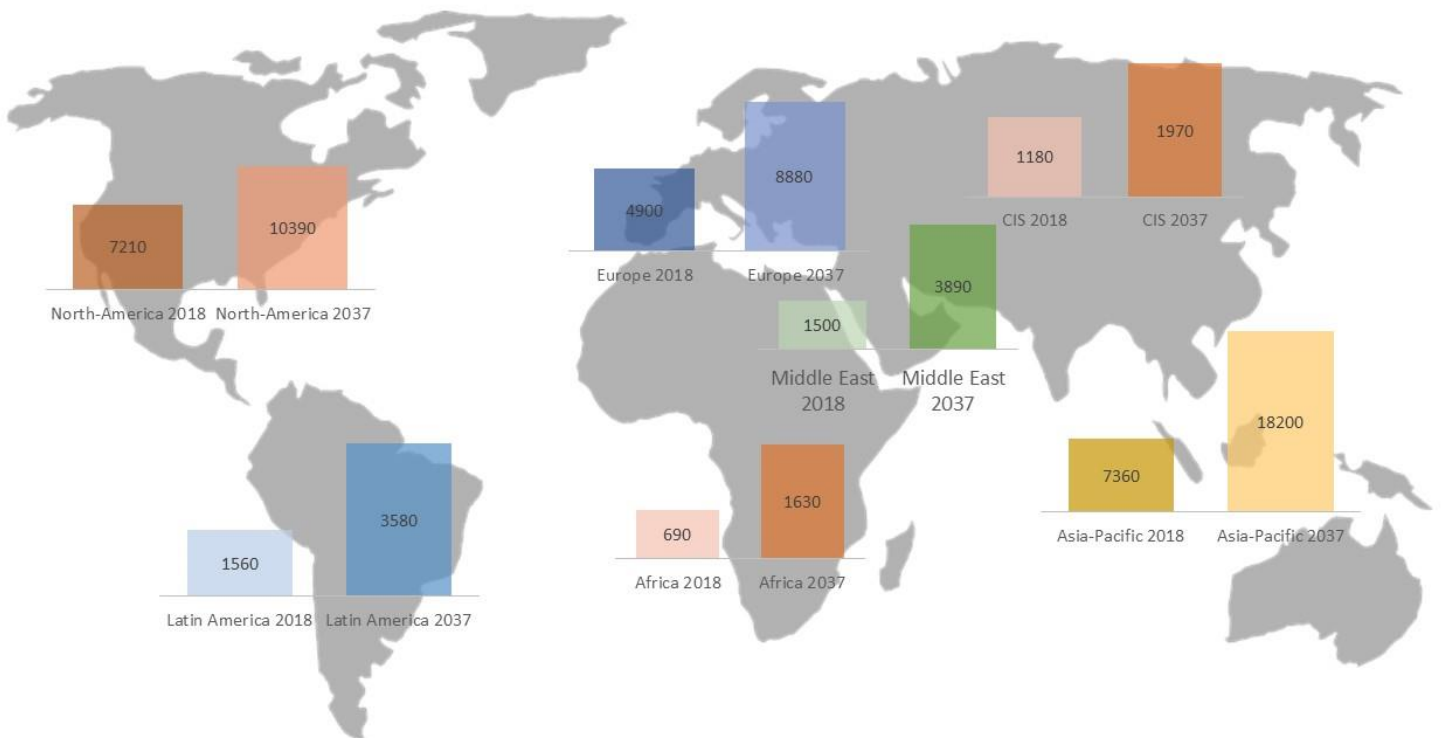 7210
10390
North-America 2018
North-America 2037
4900
8880
Europe 2018
Europe 2037
1180
1970
CIS 2018
CIS 2037
1500
3890
Middle East
2018
Middle East
2037
7360
18200
Asia-Pacific 2018
Asia-Pacific 2037
1560
3580
Latin America 2018
Latin America 2037
690
1630
Africa 2018
Africa 2037